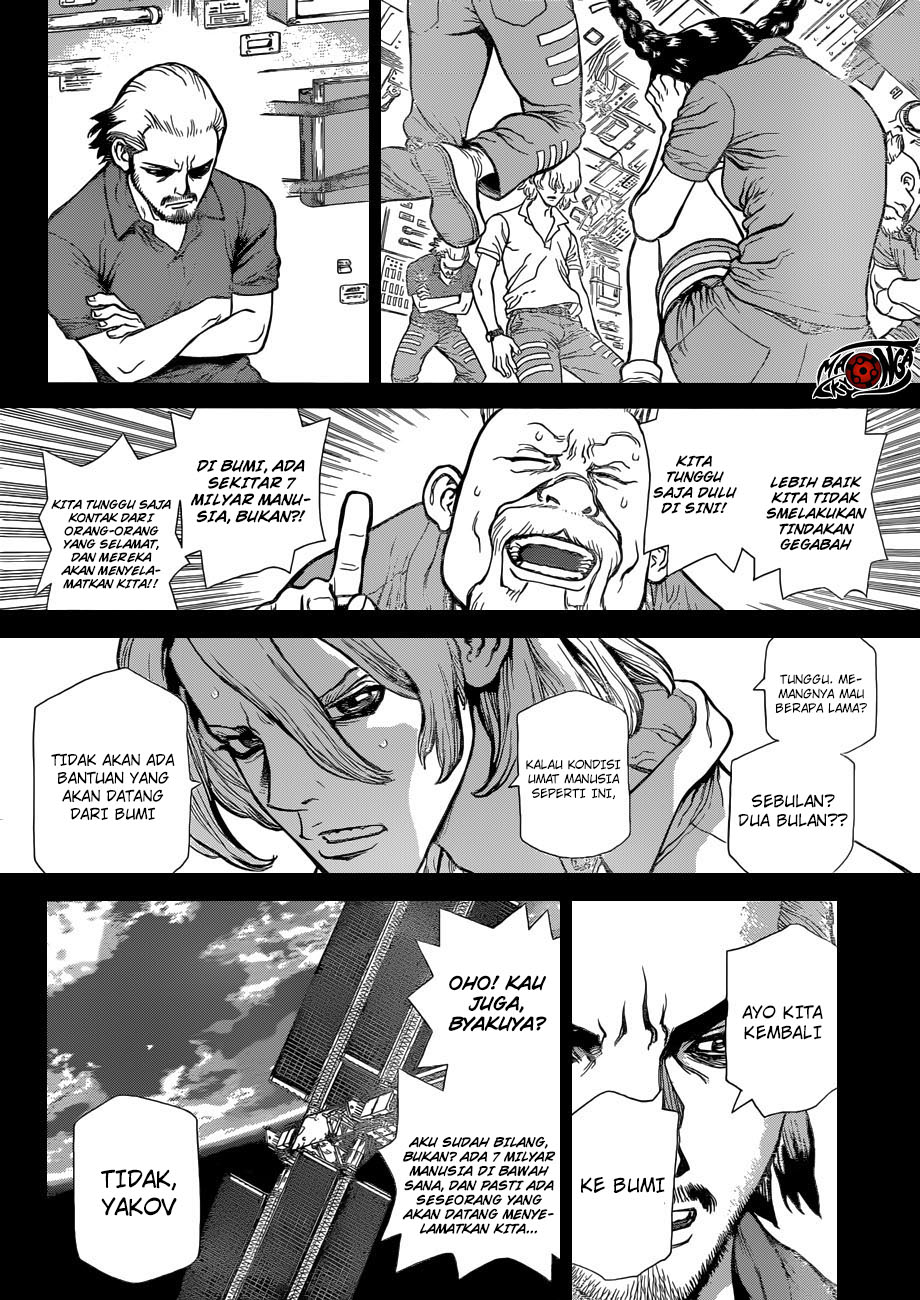 MANGA
KU
LEBIH BAIK
KITA TIDAK
SMELAKUKAN
TINDAKAN
GEGABAH
KITA
TUNGGU
SAJA DULU
DI SINI!
DI BUMI, ADA
SEKITAR 7
MILYAR MANU-
SIA, BUKAN?!
KITA TUNGGU SAJA
KONTAK DARI
ORANG-ORANG
YANG SELAMAT,
DAN MEREKA
AKAN MENYELA-
MATKAN KITA!!
TUNGGU. ME-
MANGNYA MAU
BERAPA LAMA?
SEBULAN?
DUA BULAN??
KALAU KONDISI
UMAT MANUSIA
SEPERTI INI,
TIDAK AKAN ADA
BANTUAN YANG
AKAN DATANG
DARI BUMI
AYO KITA
KEMBALI
KE BUMI
OHO! KAU
JUGA,
BYAKUYA?
AKU SUDAH BILANG,
BUKAN? ADA 7 MILYAR
MANUSIA DI BAWAH
SANA, DAN PASTI ADA
SESEORANG YANG
AKAN DATANG MENYE-
LAMATKAN KITA...
TIDAK,
YAKOV